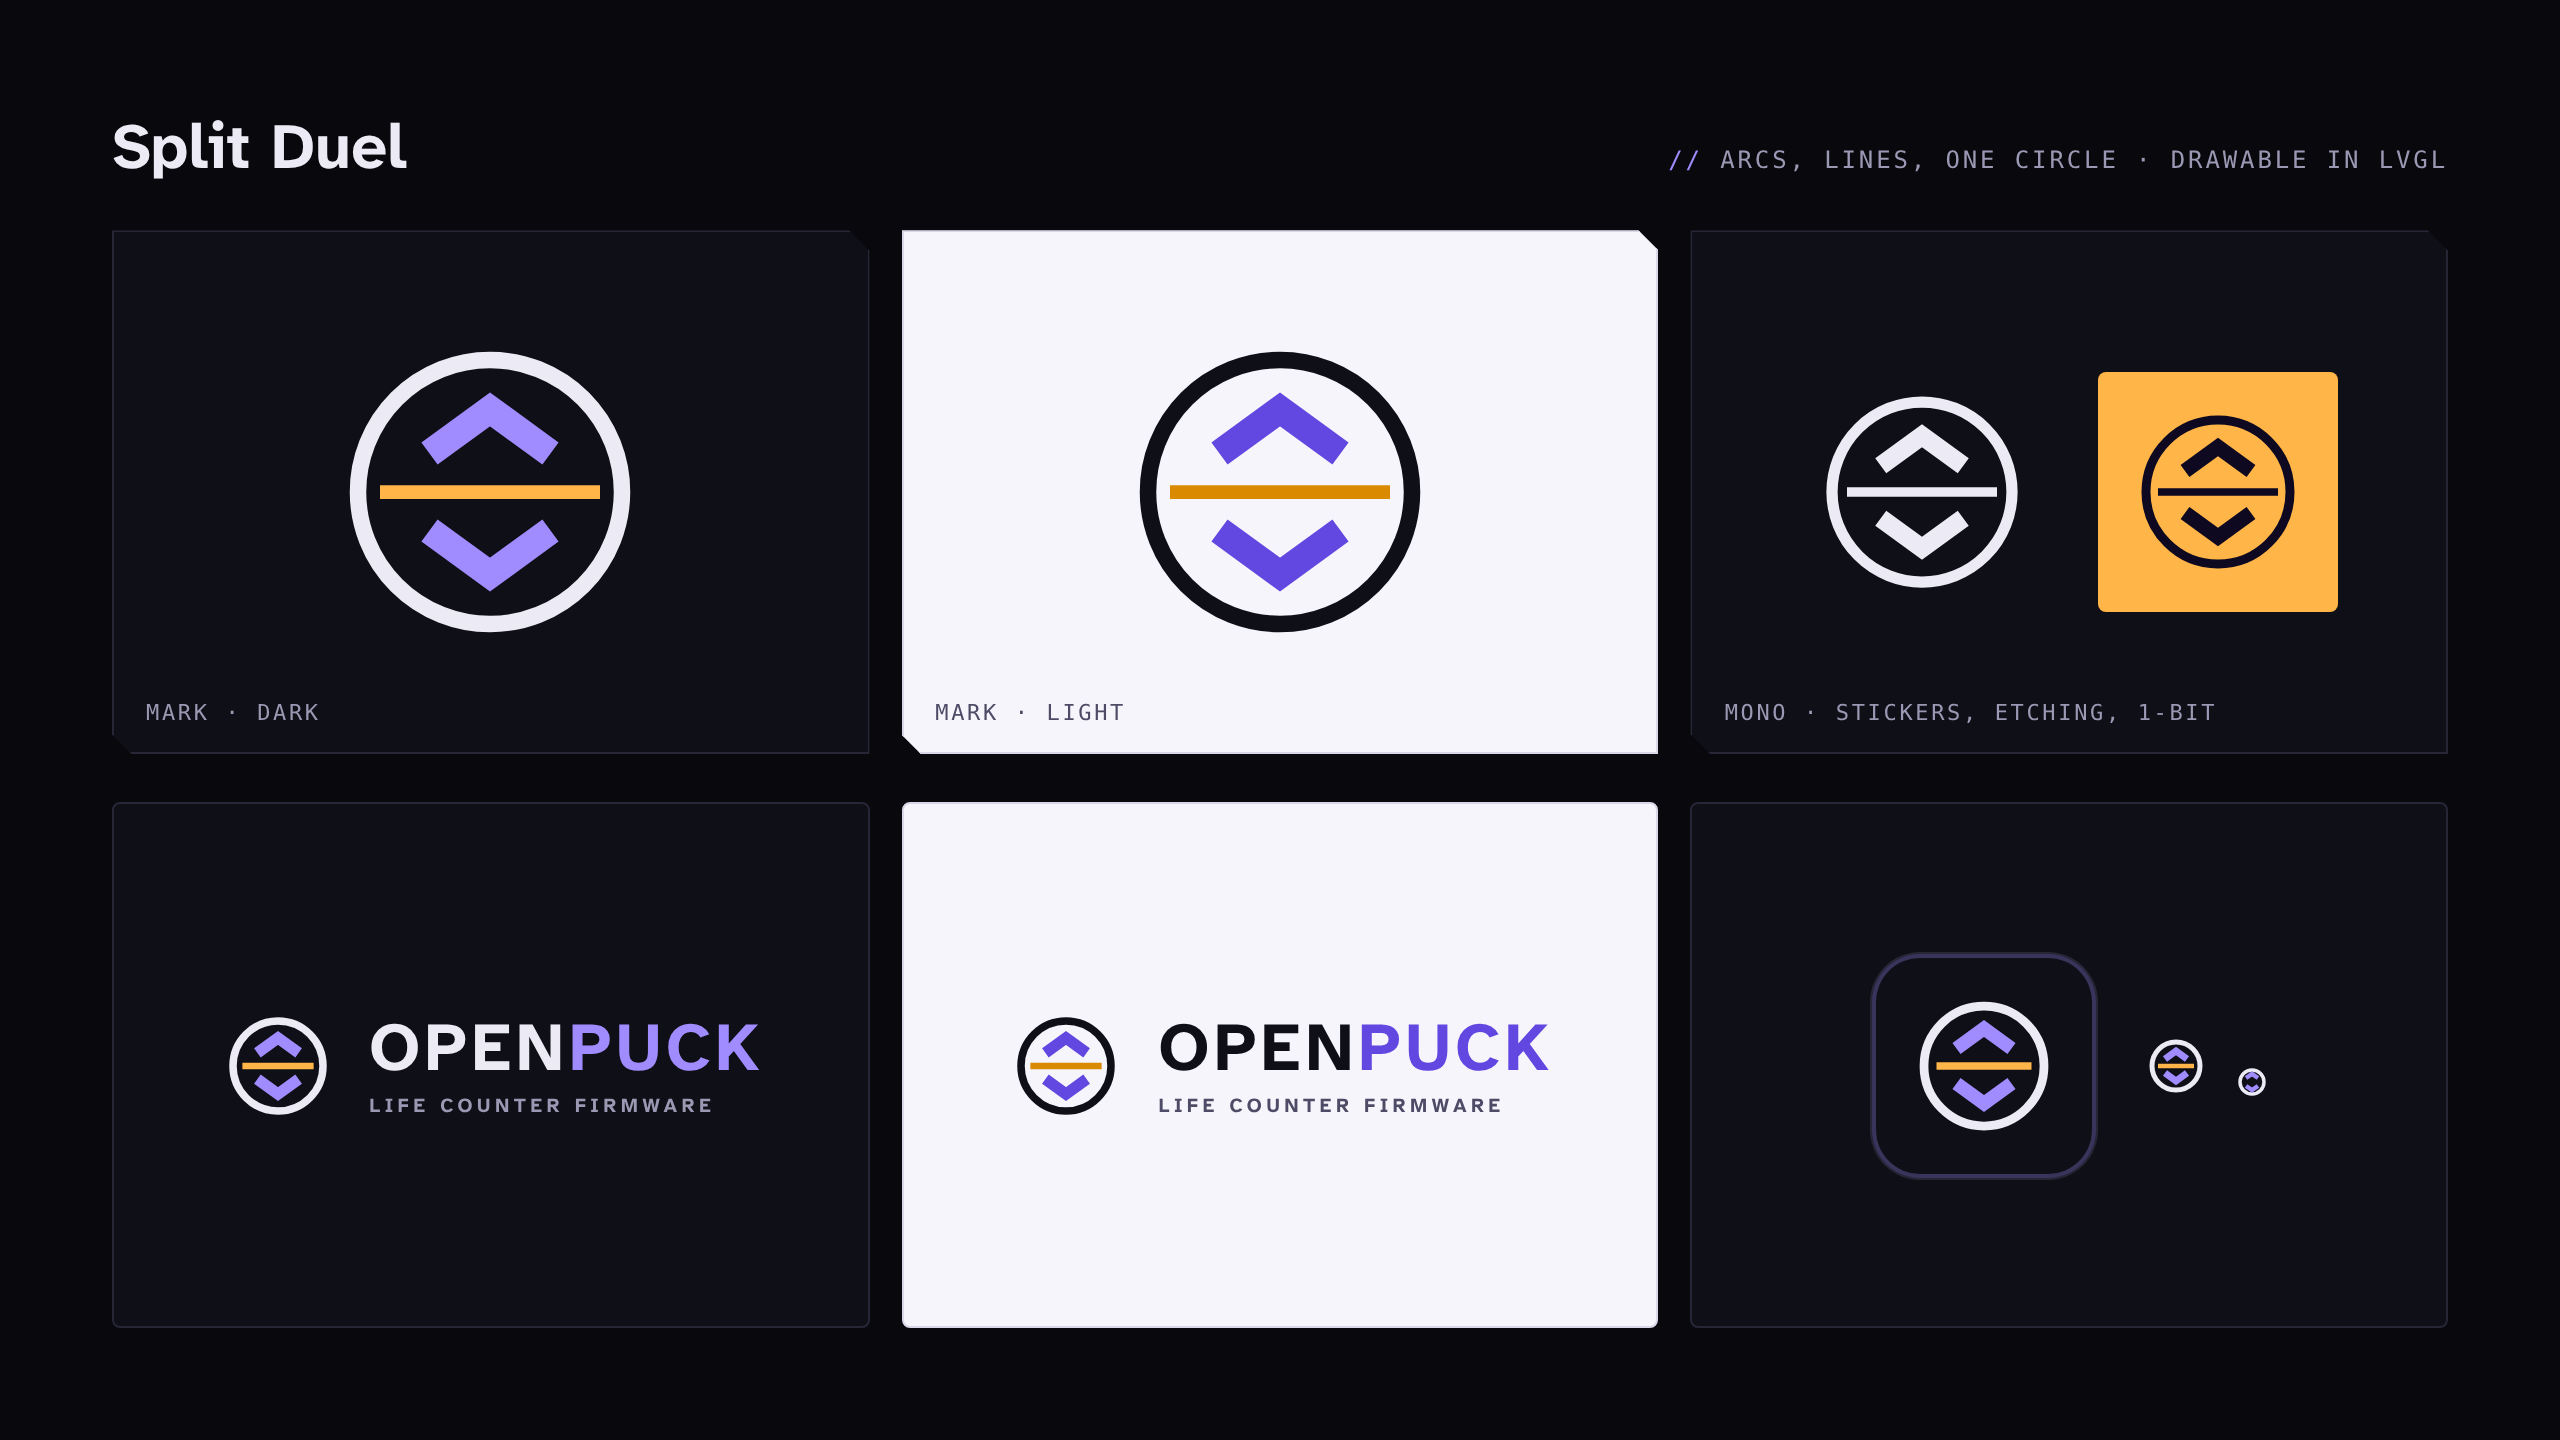 Split Duel
// ARCS, LINES, ONE CIRCLE · DRAWABLE IN LVGL
MARK · DARK
MARK · LIGHT
MONO · STICKERS, ETCHING, 1-BIT
OPENPUCK
LIFE COUNTER FIRMWARE
OPENPUCK
LIFE COUNTER FIRMWARE